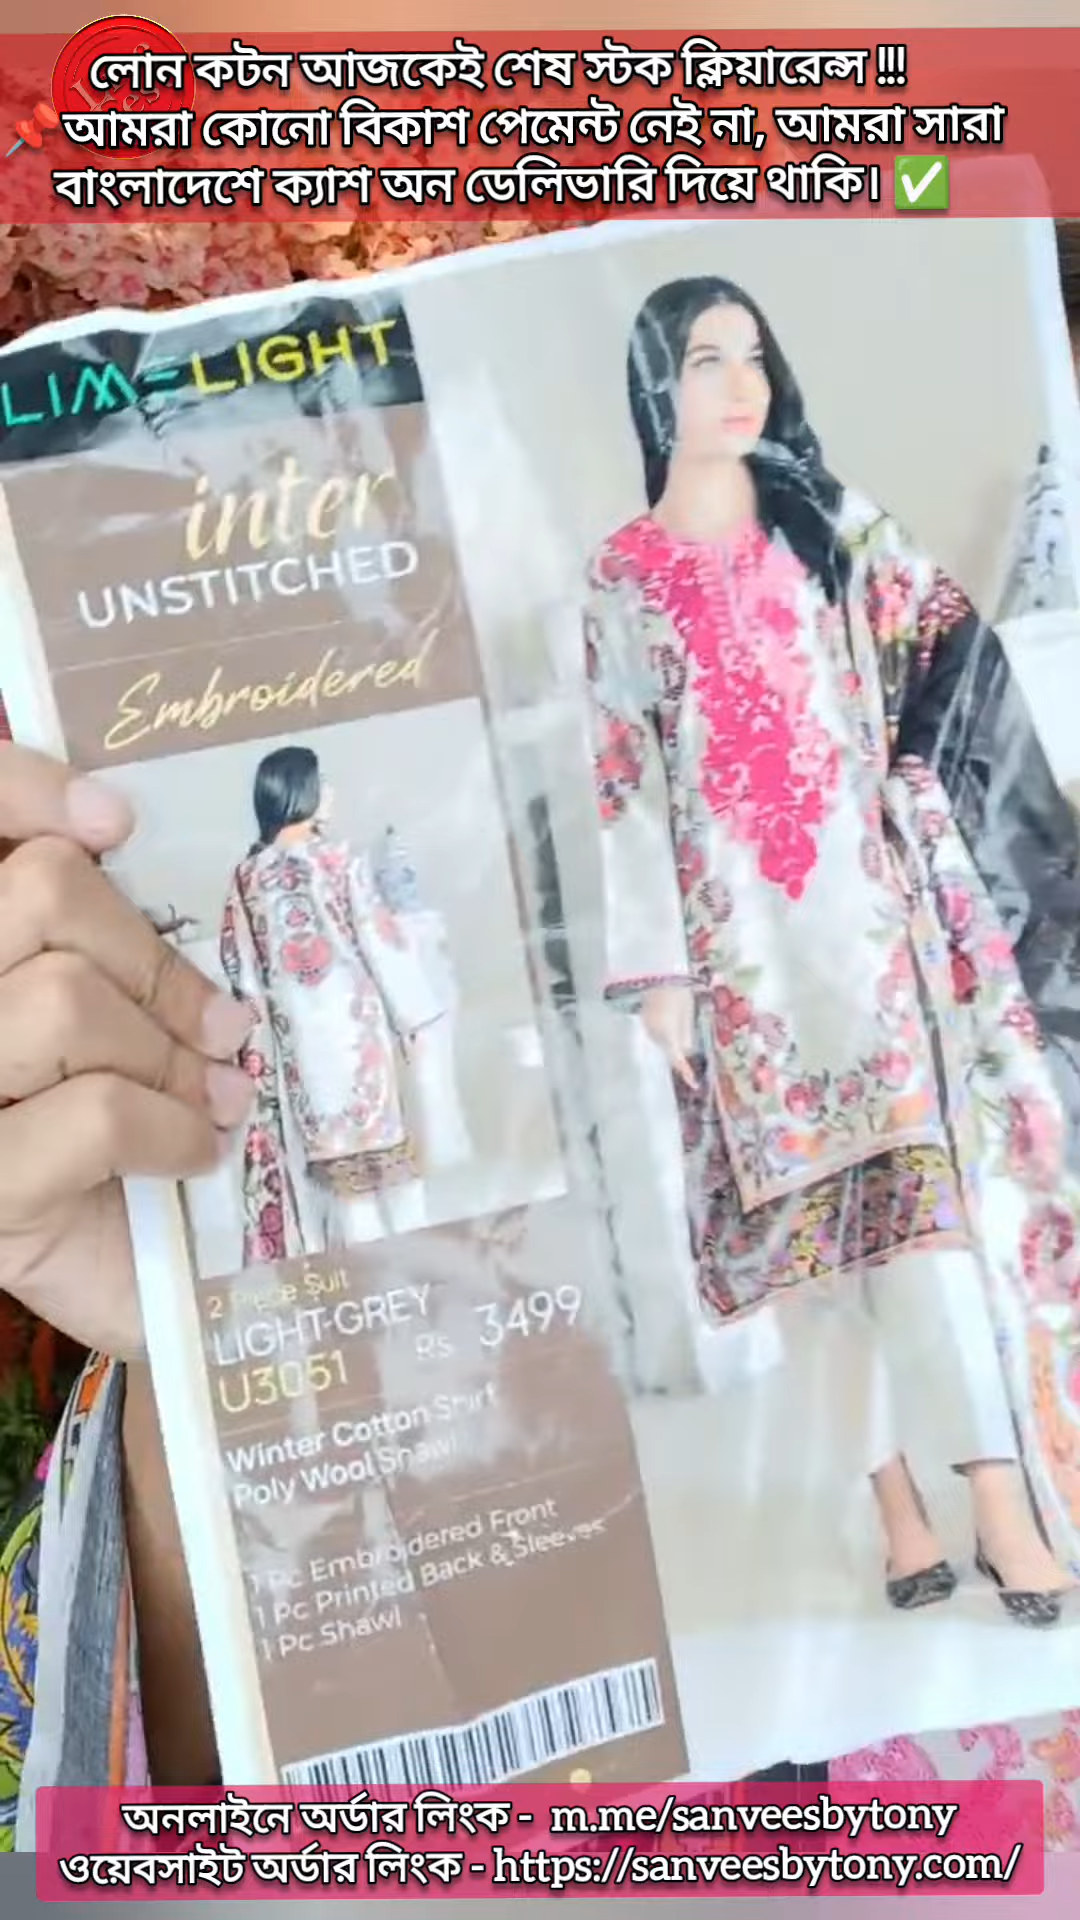 লোন কটন আজকেই শেষ স্টক ক্লিয়ারেন্স !!!
📌 আমরা কোনো বিকাশ পেমেন্ট নেই না, আমরা সারা
বাংলাদেশে ক্যাশ অন ডেলিভারি দিয়ে থাকি। ✅
LIMELIGHT
inter
UNSTITCHED
Embroidered
2 Piece Suit
LIGHT-GREY
U3051
Rs 3499
Winter Cotton Shirt
Poly Wool Shawl
1 Pc Embroidered Front
1 Pc Printed Back & Sleeves
1 Pc Shawl
অনলাইনে অর্ডার লিংক - m.me/sanveesbytony
ওয়েবসাইট অর্ডার লিংক - https://sanveesbytony.com/